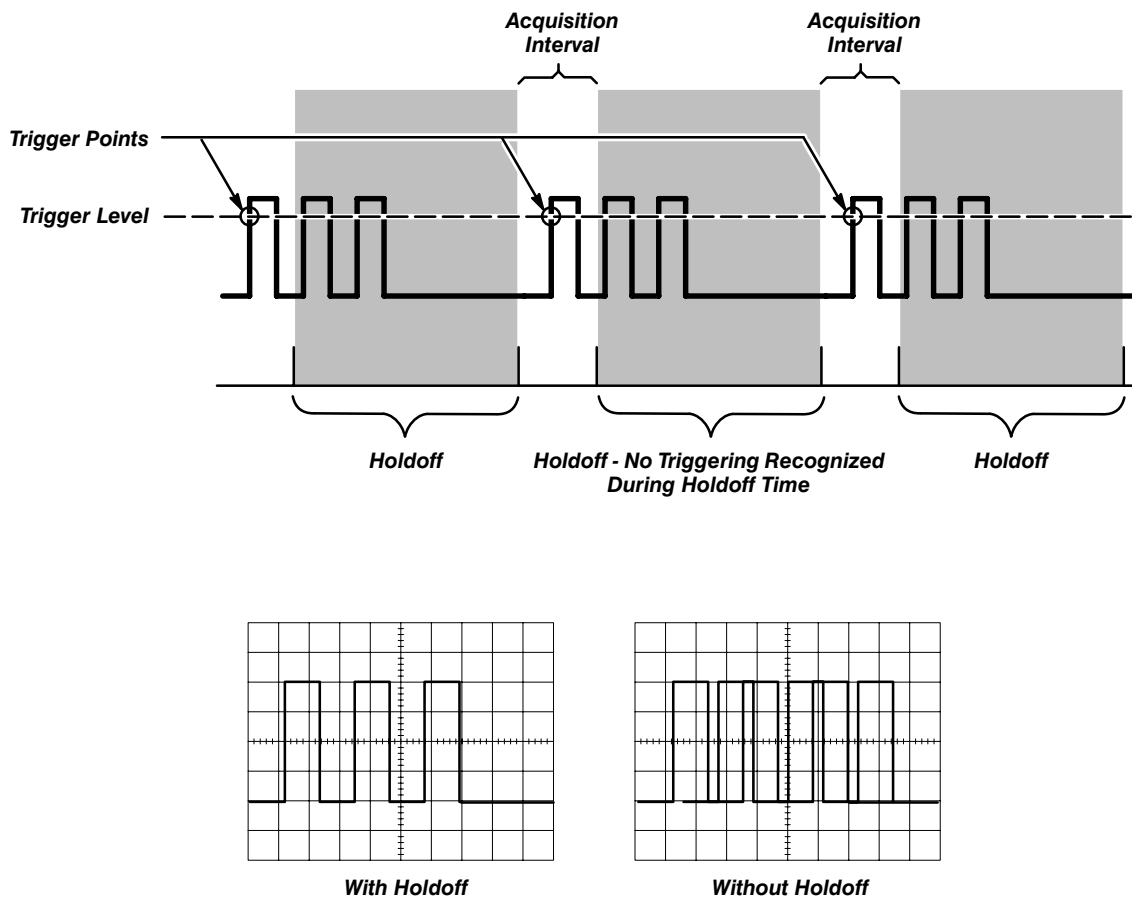 Acquisition
Interval
Acquisition
Interval
Trigger Points
Trigger Level
Holdoff
Holdoff - No Triggering Recognized
During Holdoff Time
Holdoff
With Holdoff
Without Holdoff